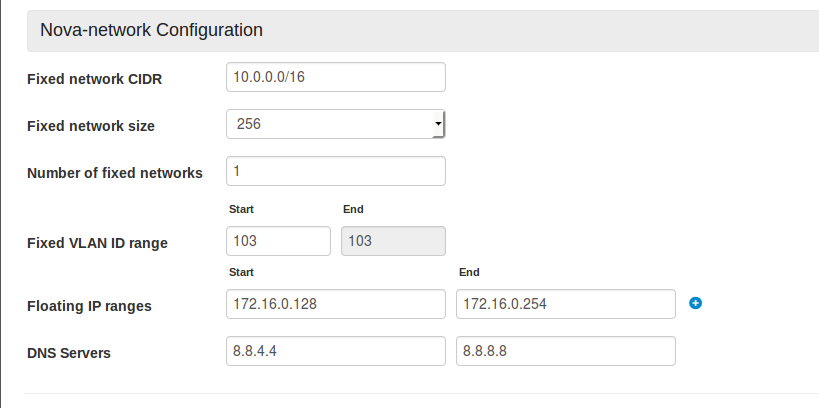 Nova-network Configuration
Fixed network CIDR 10.0.0.0/16
Fixed network size 256
Number of fixed networks 1
Start End
Fixed VLAN ID range 103 103
Start End
Floating IP ranges 172.16.0.128 172.16.0.254
DNS Servers 8.8.4.4 8.8.8.8